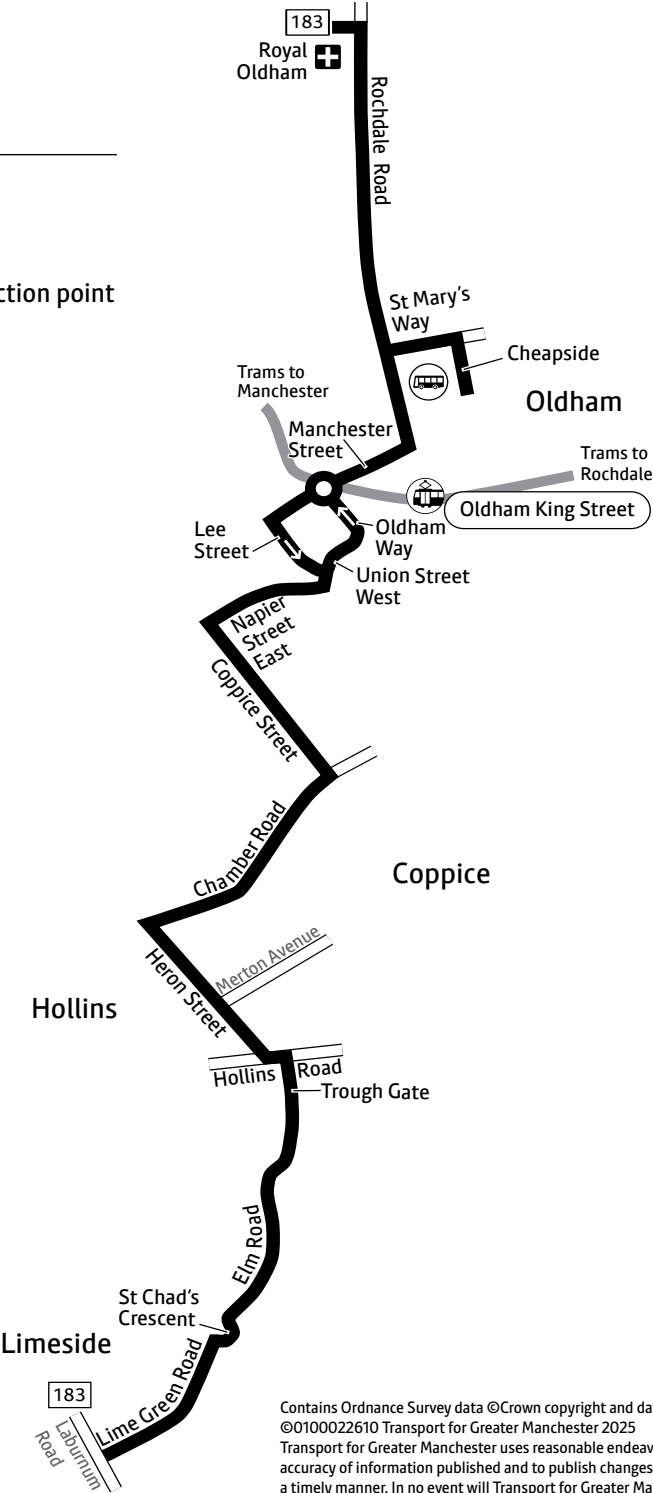 183
Royal
Oldham
Rochdale Road
ction point
St Mary's
Way
Cheapside
Trams to
Manchester
Oldham
Manchester
Street
Trams to
Rochdale
Oldham King Street
Lee
Street
Oldham
Way
Union Street
West
Napier
Street
East
Coppice Street
Chamber Road
Coppice
Merton Avenue
Heron Street
Hollins
Hollins Road
Trough Gate
Elm Road
St Chad's
Crescent
Limeside
Lime Green Road
183
Laburnum
Road
Contains Ordnance Survey data ©Crown copyright and da
©0100022610 Transport for Greater Manchester 2025
Transport for Greater Manchester uses reasonable endeav
accuracy of information published and to publish changes
a timely manner. In no event will Transport for Greater Ma